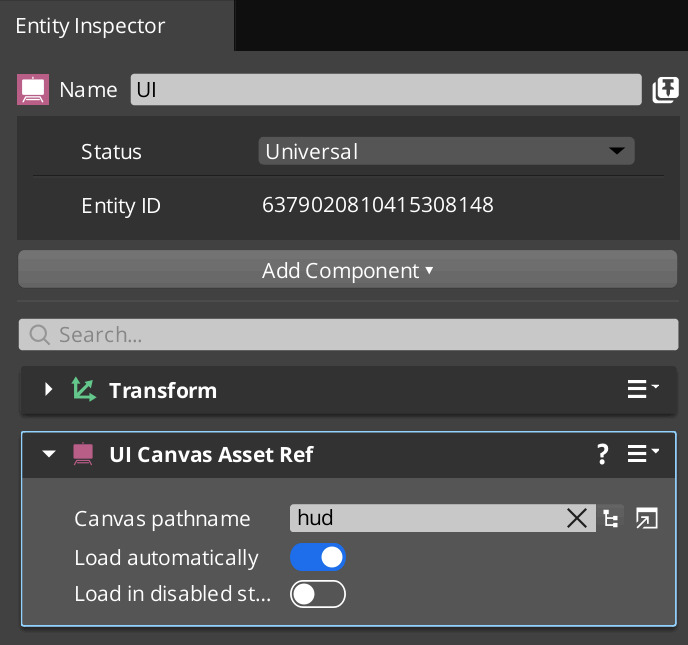 Entity Inspector
Name UI
Status Universal
Entity ID 6379020810415308148
Add Component ▾
Search...
Transform
UI Canvas Asset Ref ?
Canvas pathname hud
Load automatically
Load in disabled st...